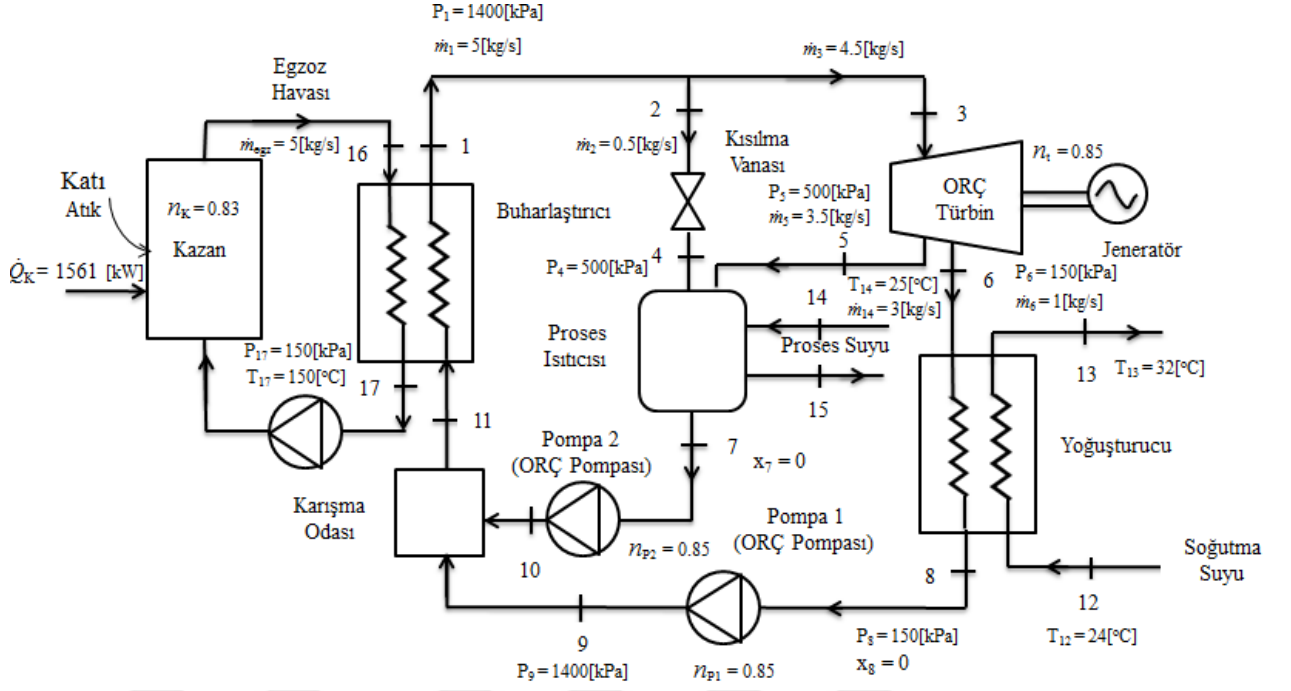 P₁ = 1400[kPa]
ṁ₁ = 5[kg/s]
ṁ₃ = 4.5[kg/s]
Egzoz
Havası
ṁₑgz = 5[kg/s]
16
1
2
3
ṁ₂ = 0.5[kg/s]
Kısılma
Vanası
nₜ = 0.85
Katı
Atık
n_K = 0.83
Kazan
Buharlaştırıcı
P₅ = 500[kPa]
ṁ₅ = 3.5[kg/s]
5
ORÇ
Türbin
Jeneratör
Q̇_K = 1561 [kW]
P₄ = 500[kPa]
4
6
P₆ = 150[kPa]
ṁ₆ = 1[kg/s]
T₁₄ = 25[°C]
ṁ₁₄ = 3[kg/s]
14
Proses
Isıtıcısı
Proses Suyu
15
13
T₁₃ = 32[°C]
P₁₇ = 150[kPa]
T₁₇ = 150[°C]
17
11
Pompa 2
(ORÇ Pompası)
7
x₇ = 0
Yoğuşturucu
Karışma
Odası
10
n_P2 = 0.85
Pompa 1
(ORÇ Pompası)
8
Soğutma
Suyu
12
T₁₂ = 24[°C]
9
P₉ = 1400[kPa]
n_P1 = 0.85
P₈ = 150[kPa]
x₈ = 0